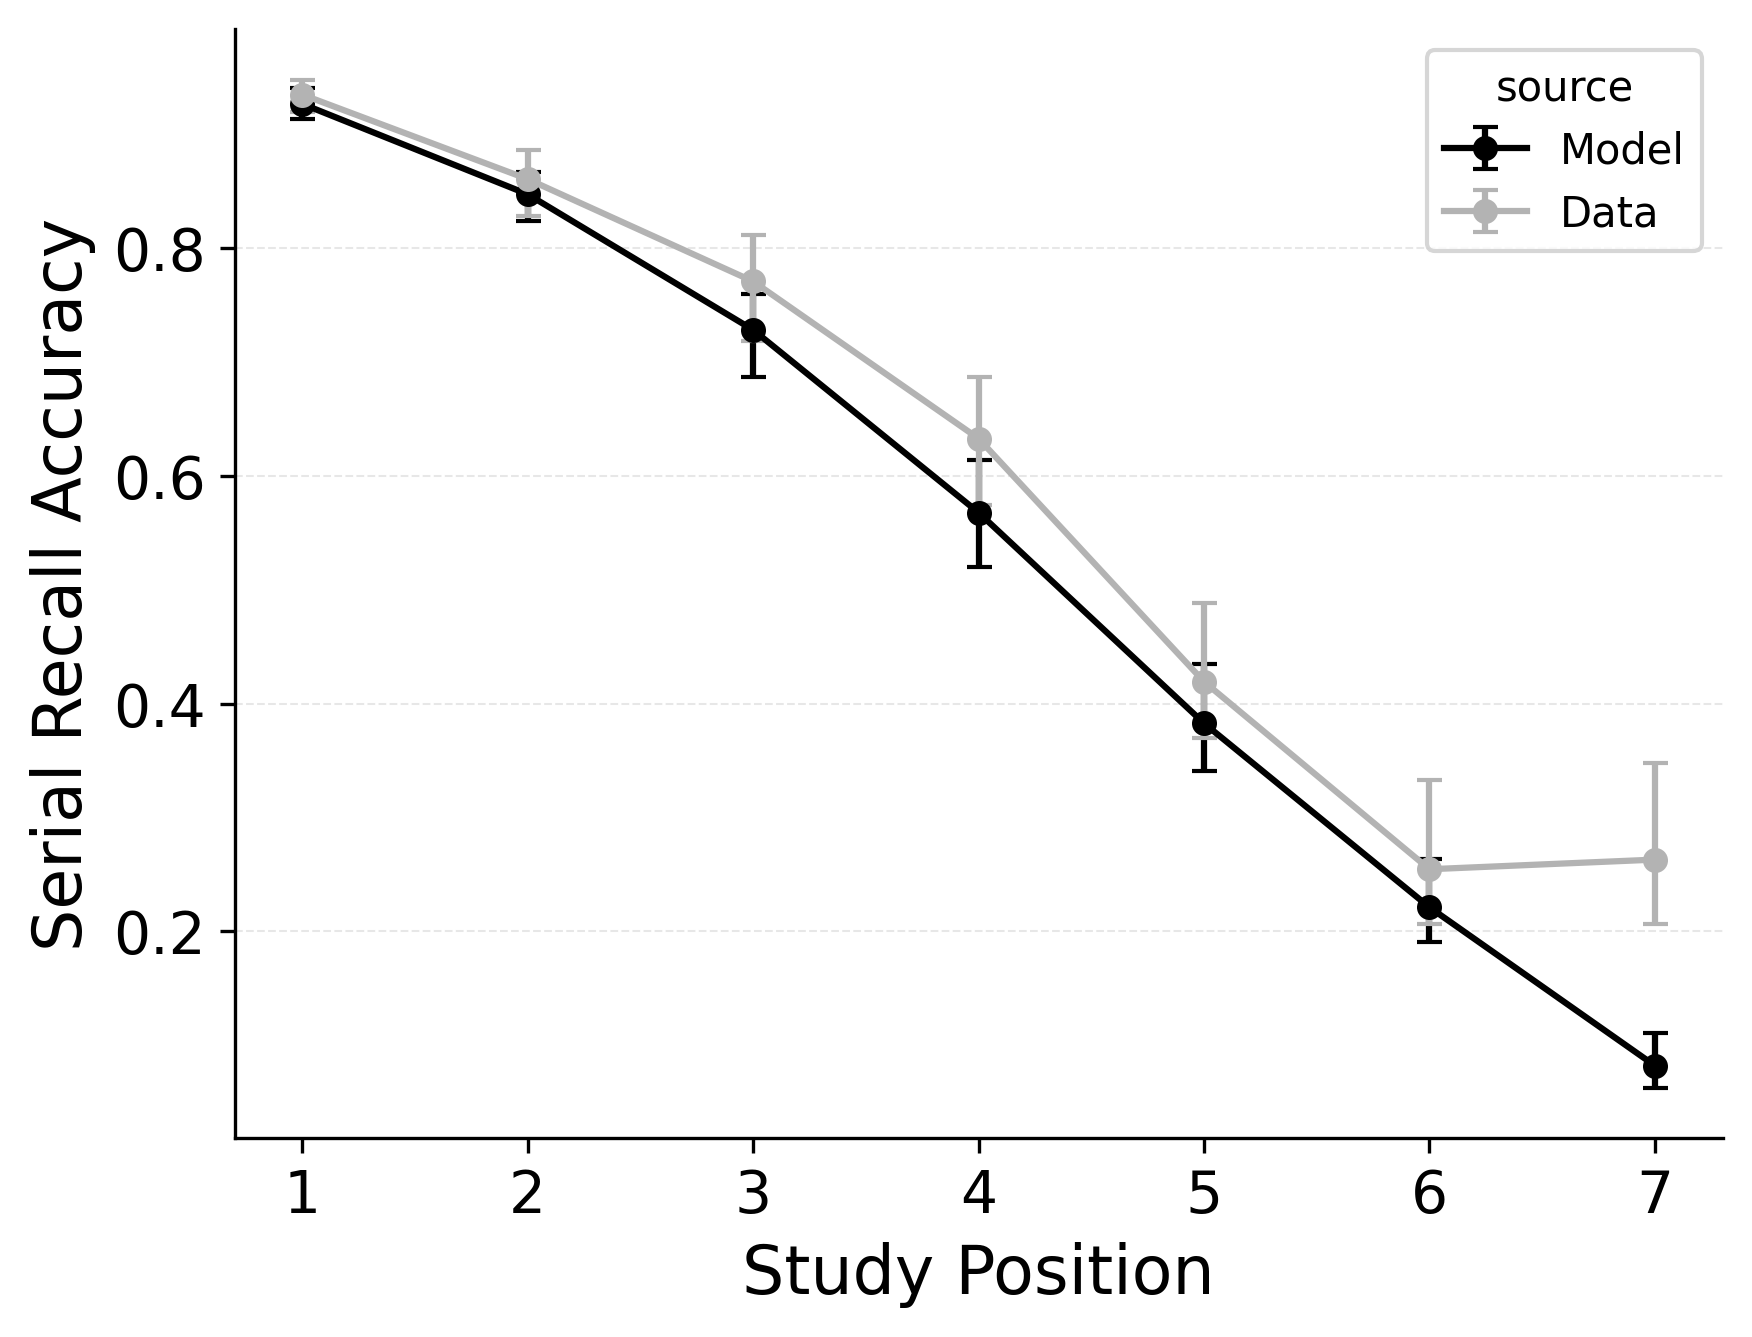 source
Model
Data
Serial Recall Accuracy
0.8
0.6
0.4
0.2
1 2 3 4 5 6 7
Study Position